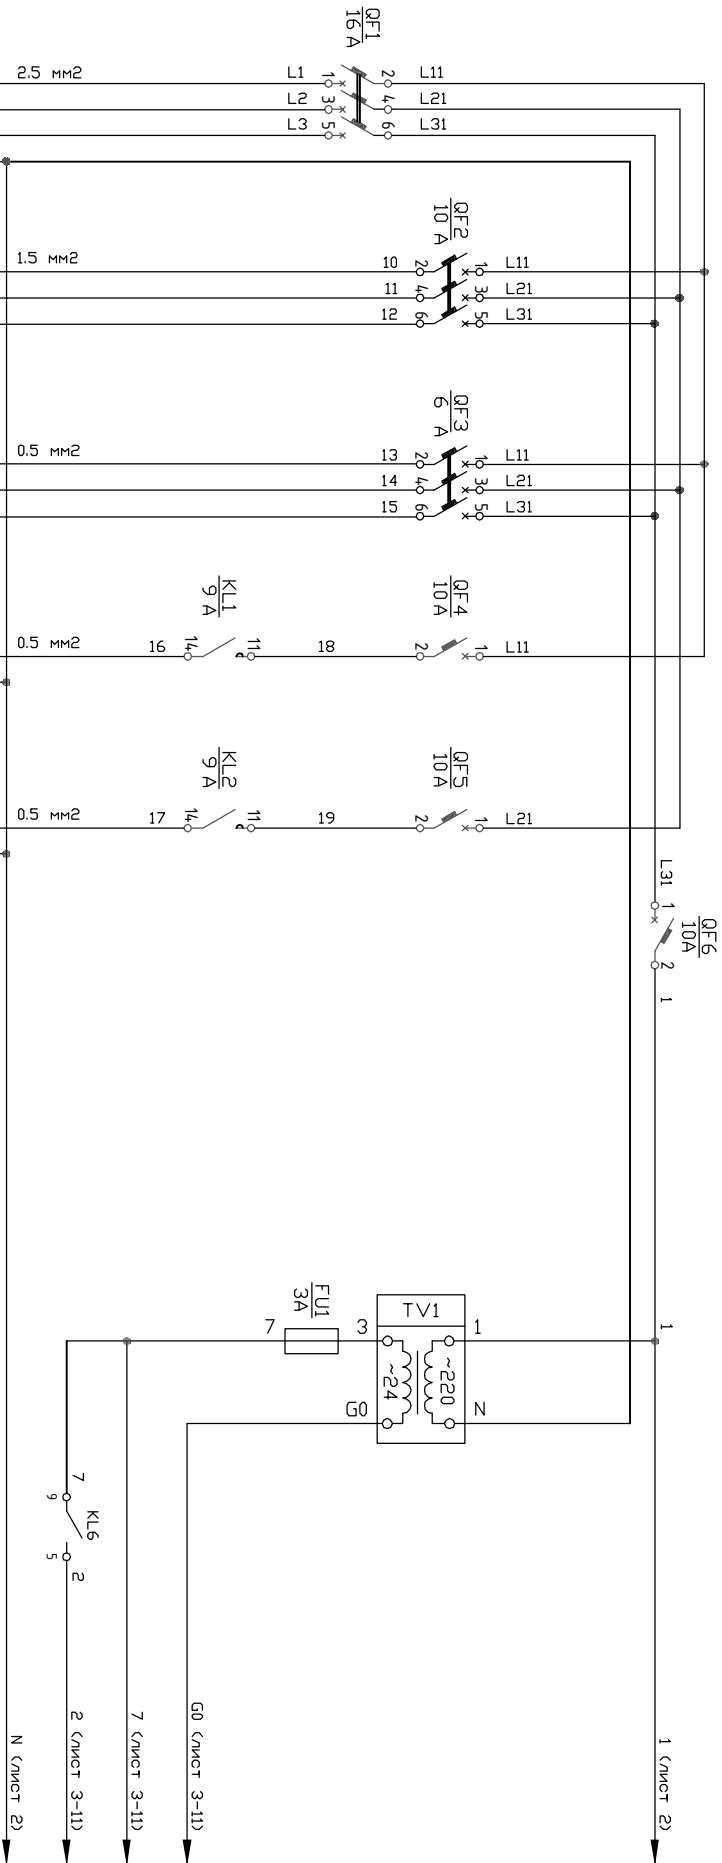 QF1
16 A
2.5 мм2
L1 1 2 L11
L2 3 4 L21
L3 5 6 L31
QF2
10 A
1.5 мм2
10 2 1 L11
11 4 3 L21
12 6 5 L31
QF3
6 A
0.5 мм2
13 2 1 L11
14 4 3 L21
15 6 5 L31
KL1
9 A
QF4
10 A
0.5 мм2
16 14 11 18 2 1 L11
KL2
9 A
QF5
10 A
0.5 мм2
17 14 11 19 2 1 L21
L31
1
QF6
10A
2
1
FU1
3A
TV1
7 3 1 1
~24 ~220
G0 N
7
9
KL6
5
2
N (лист 2)
2 (лист 3-11)
7 (лист 3-11)
G0 (лист 3-11)
1 (лист 2)